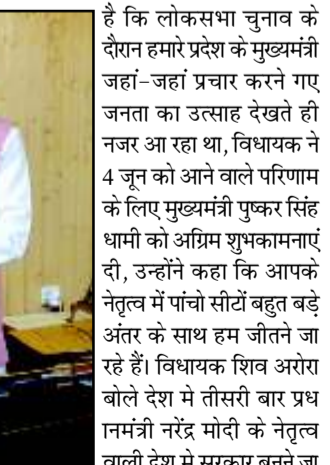 है कि लोकसभा चुनाव के
दौरान हमारे प्रदेश के मुख्यमंत्री
जहां-जहां प्रचार करने गए
जनता का उत्साह देखते ही
नजर आ रहा था, विधायक ने
4 जून को आने वाले परिणाम
के लिए मुख्यमंत्री पुष्कर सिंह
धामी को अग्रिम शुभकामनाएं
दी, उन्होंने कहा कि आपके
नेतृत्व में पांचो सीटों बहुत बड़े
अंतर के साथ हम जीतने जा
रहे हैं। विधायक शिव अरोरा
बोले देश मे तीसरी बार प्रध
ानमंत्री नरेंद्र मोदी के नेतृत्व
वाली देश मे सरकार बनने जा